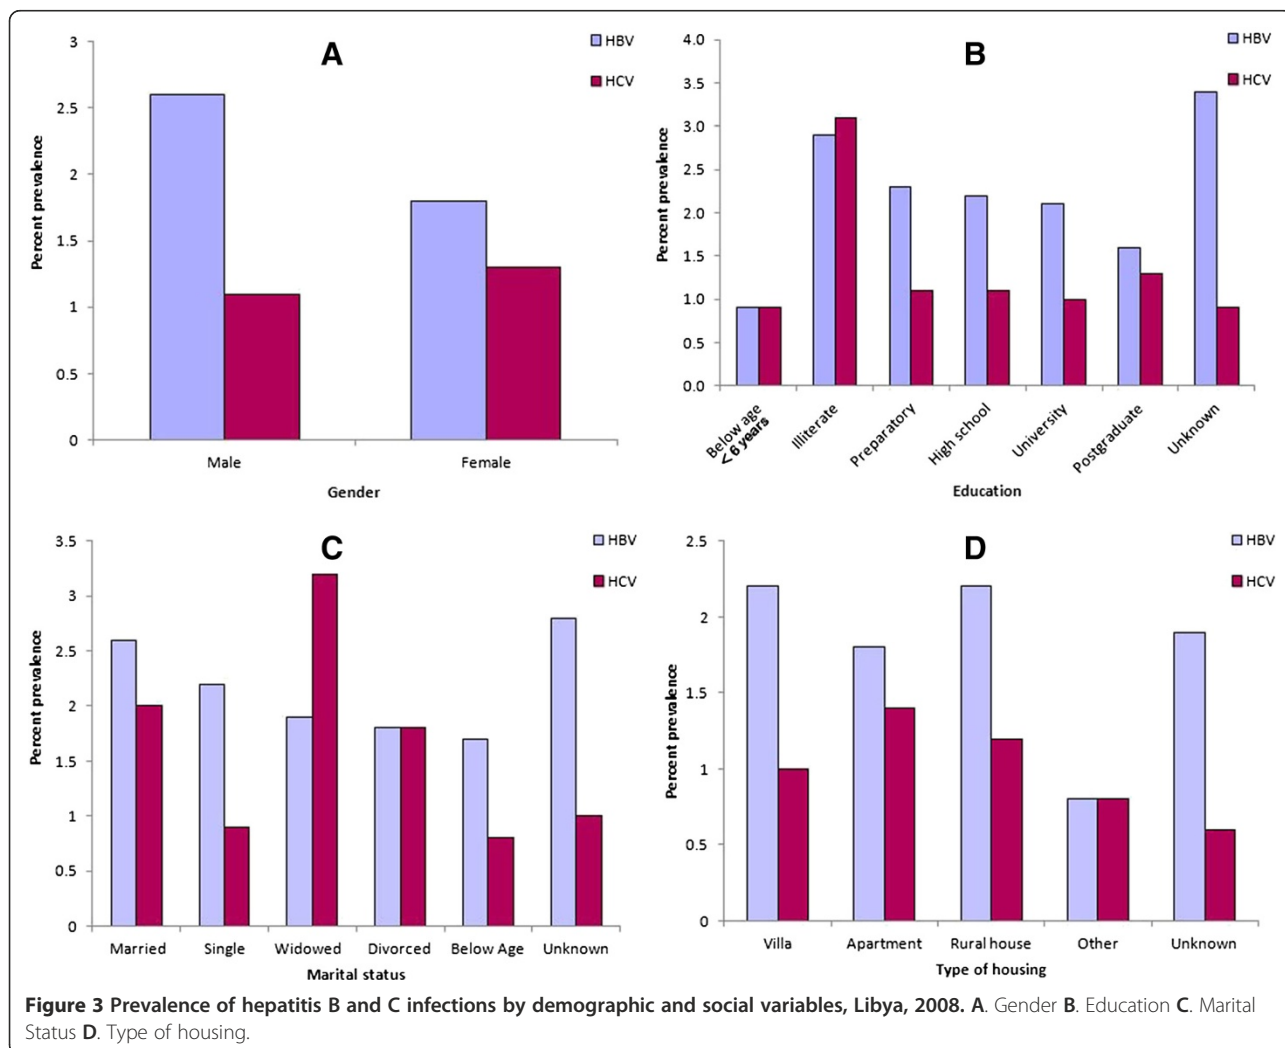 A
HBV
HCV
3
2.5
2
1.5
1
0.5
0
Percent prevalence
Male Female
Gender
B
HBV
HCV
4.0
3.5
3.0
2.5
2.0
1.5
1.0
0.5
0.0
Percent prevalence
Below age
< 6 years
Illiterate
Preparatory
High school
University
Postgraduate
Unknown
Education
C
HBV
HCV
3.5
3
2.5
2
1.5
1
0.5
0
Percent prevalence
Married Single Widowed Divorced Below Age Unknown
Marital status
D
HBV
HCV
2.5
2
1.5
1
0.5
0
Percent prevalence
Villa Apartment Rural house Other Unknown
Type of housing
Figure 3 Prevalence of hepatitis B and C infections by demographic and social variables, Libya, 2008. A. Gender B. Education C. Marital
Status D. Type of housing.